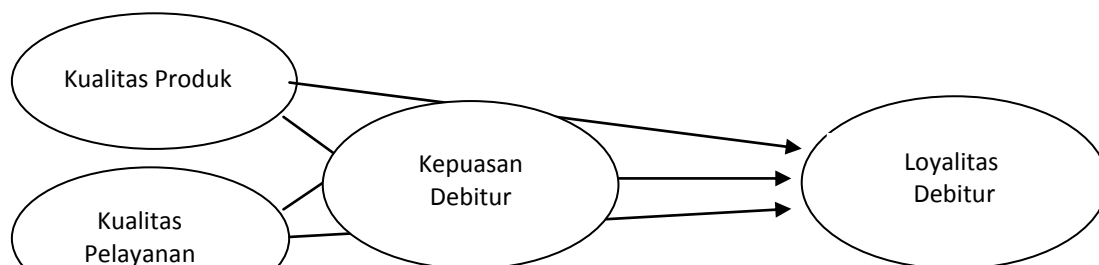 Kualitas Produk
Kepuasan
Debitur
Loyalitas
Debitur
Kualitas
Pelayanan